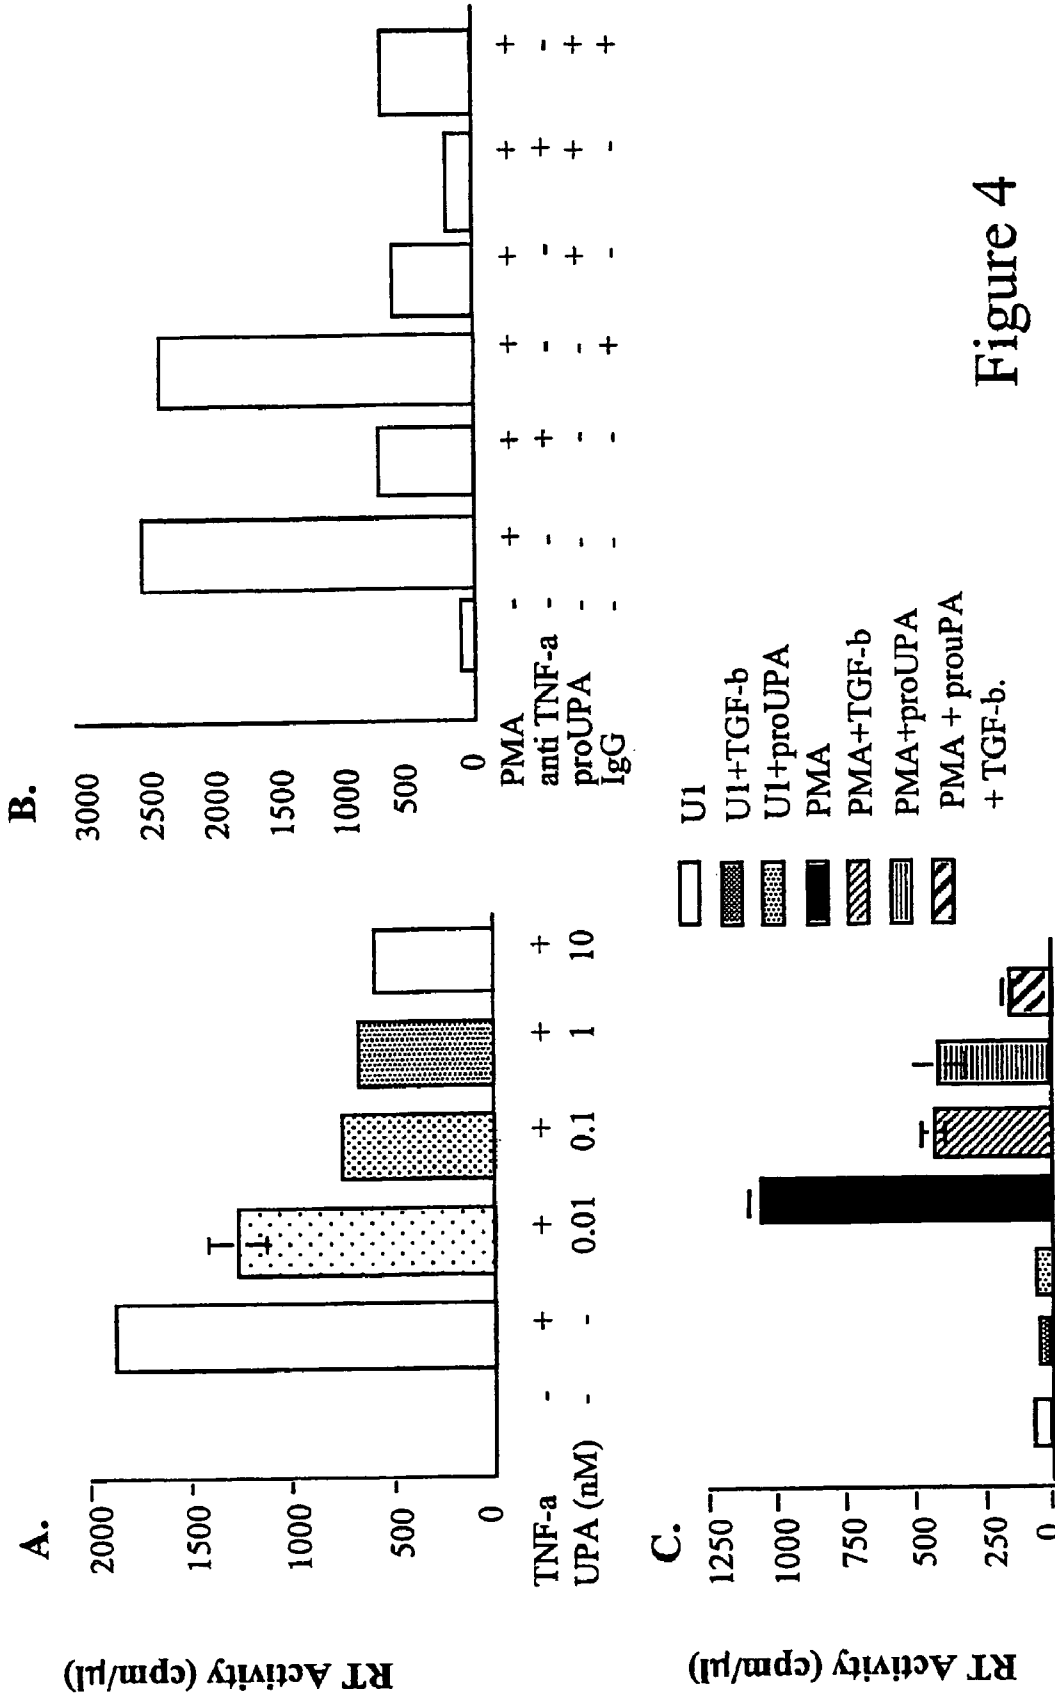 A.
RT Activity (cpm/µl)
2000
1500
1000
500
0
TNF-a - + + + + +
UPA (nM) - - 0.01 0.1 1 10
B.
3000
2500
2000
1500
1000
500
0
PMA - + + + + + +
anti TNF-a - - + - - + -
proUPA - - - - + + +
IgG - - - + - - +
C.
RT Activity (cpm/µl)
1250
1000
750
500
250
0
U1
U1+TGF-b
U1+proUPA
PMA
PMA+TGF-b
PMA+proUPA
PMA + prouPA
+ TGF-b.
Figure 4